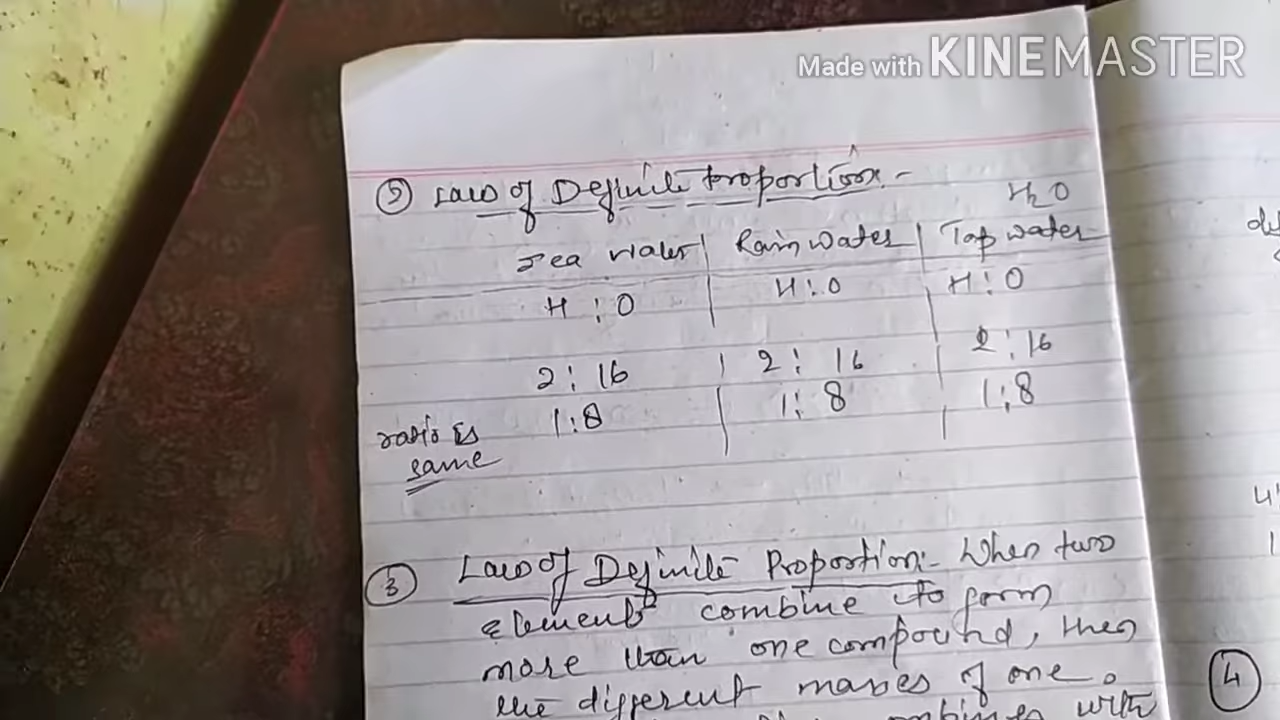 Made with KINEMASTER
② Law of Definite Proportion:-
H₂O
Sea Water | Rain Water | Tap water
H : O | H : O | H : O
2 : 16 | 2 : 16 | 2 : 16
1 : 8 | 1 : 8 | 1 : 8
ratio is
same
③ Law of Definite Proportion:- When two
elements combine to form
more than one compound, then
the different masses of one
with
④